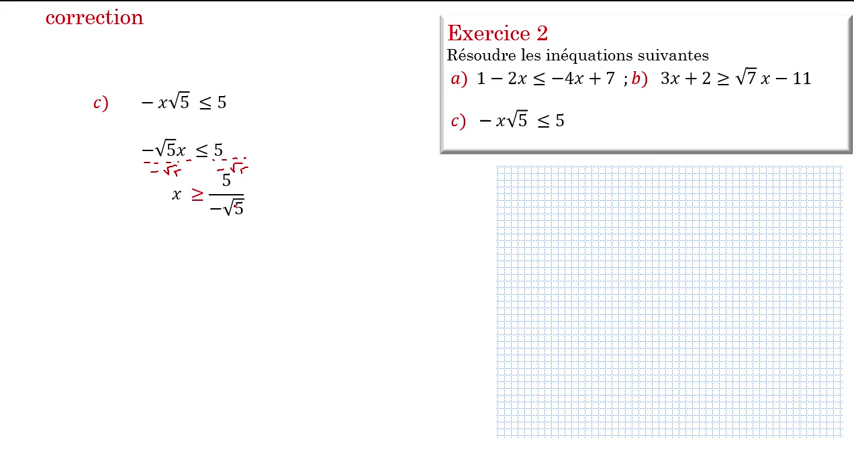 correction
c) − x√5 ≤ 5
−√5x ≤ 5
−√5 −√5
x ≥ 5/−√5
Exercice 2
Résoudre les inéquations suivantes
a) 1 − 2x ≤ −4x + 7 ; b) 3x + 2 ≥ √7 x − 11
c) − x√5 ≤ 5